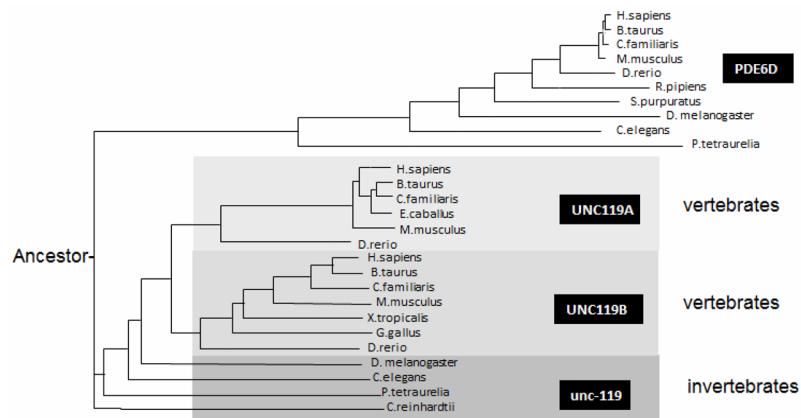 H.sapiens
B.taurus
C.familiaris
M.musculus
D.rerio
R.pipiens
S.purpuratus
D. melanogaster
C.elegans
P.tetraurelia
PDE6D
H.sapiens
B.taurus
C.familiaris
E.caballus
M.musculus
D.rerio
UNC119A
vertebrates
Ancestor
H.sapiens
B.taurus
C.familiaris
M.musculus
X.tropicalis
G.gallus
D.rerio
UNC119B
vertebrates
D. melanogaster
C.elegans
P.tetraurelia
C.reinhardtii
unc-119
invertebrates